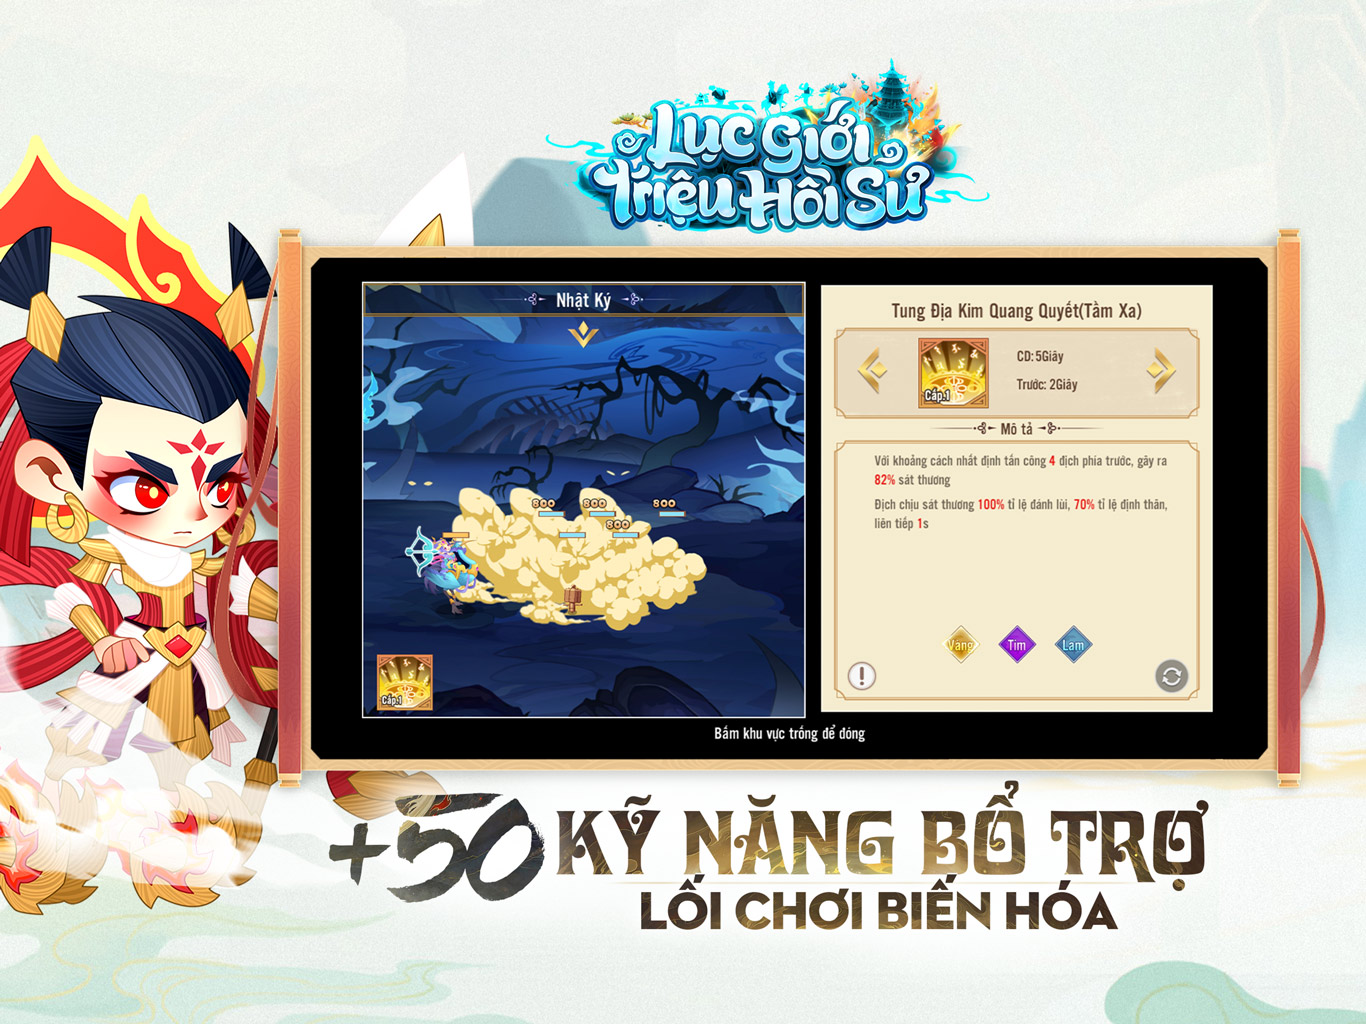 Lục Giới
Triệu Hồi Sư
Nhật Ký
800 800 800
800
Cấp.1
Tung Địa Kim Quang Quyết(Tầm Xa)
Cấp.1
CD:5Giây
Trước: 2Giây
Mô tả
Với khoảng cách nhất định tấn công 4 địch phía trước, gây ra
82% sát thương
Địch chịu sát thương 100% tỉ lệ đánh lùi, 70% tỉ lệ định thân,
liên tiếp 1s
Vàng Tím Lam
Bấm khu vực trống để đóng
+50 KỸ NĂNG BỔ TRỢ
LỐI CHƠI BIẾN HÓA